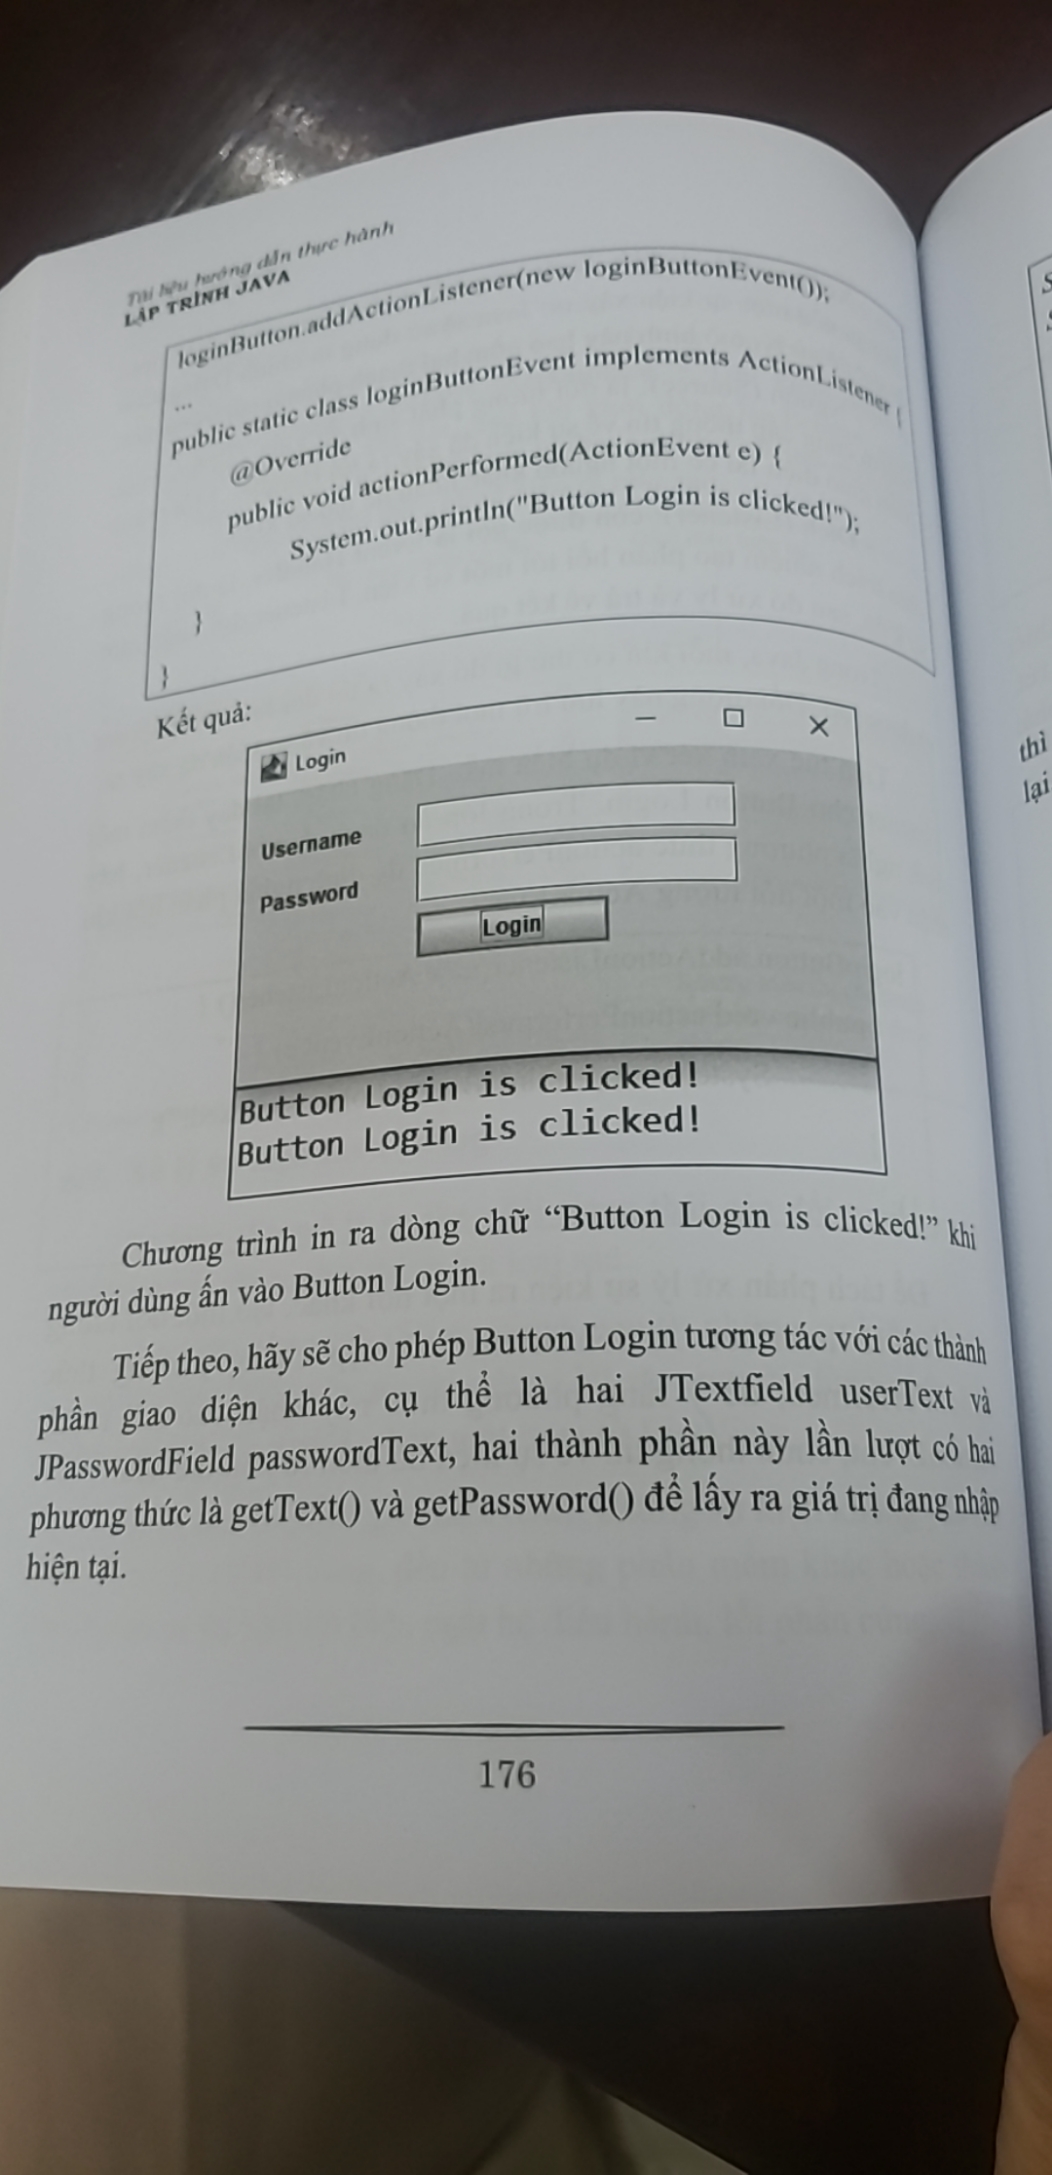 Tài liệu hướng dẫn thực hành
LẬP TRÌNH JAVA
loginButton.addActionListener(new loginButtonEvent());
...
public static class loginButtonEvent implements ActionListener {
@Override
public void actionPerformed(ActionEvent e) {
System.out.println("Button Login is clicked!");
}
}
Kết quả:
Login
Username
Password
Login
Button Login is clicked!
Button Login is clicked!
Chương trình in ra dòng chữ “Button Login is clicked!” khi
người dùng ấn vào Button Login.
Tiếp theo, hãy sẽ cho phép Button Login tương tác với các thành
phần giao diện khác, cụ thể là hai JTextfield userText và
JPasswordField passwordText, hai thành phần này lần lượt có hai
phương thức là getText() và getPassword() để lấy ra giá trị đang nhập
hiện tại.
176
thì
lại